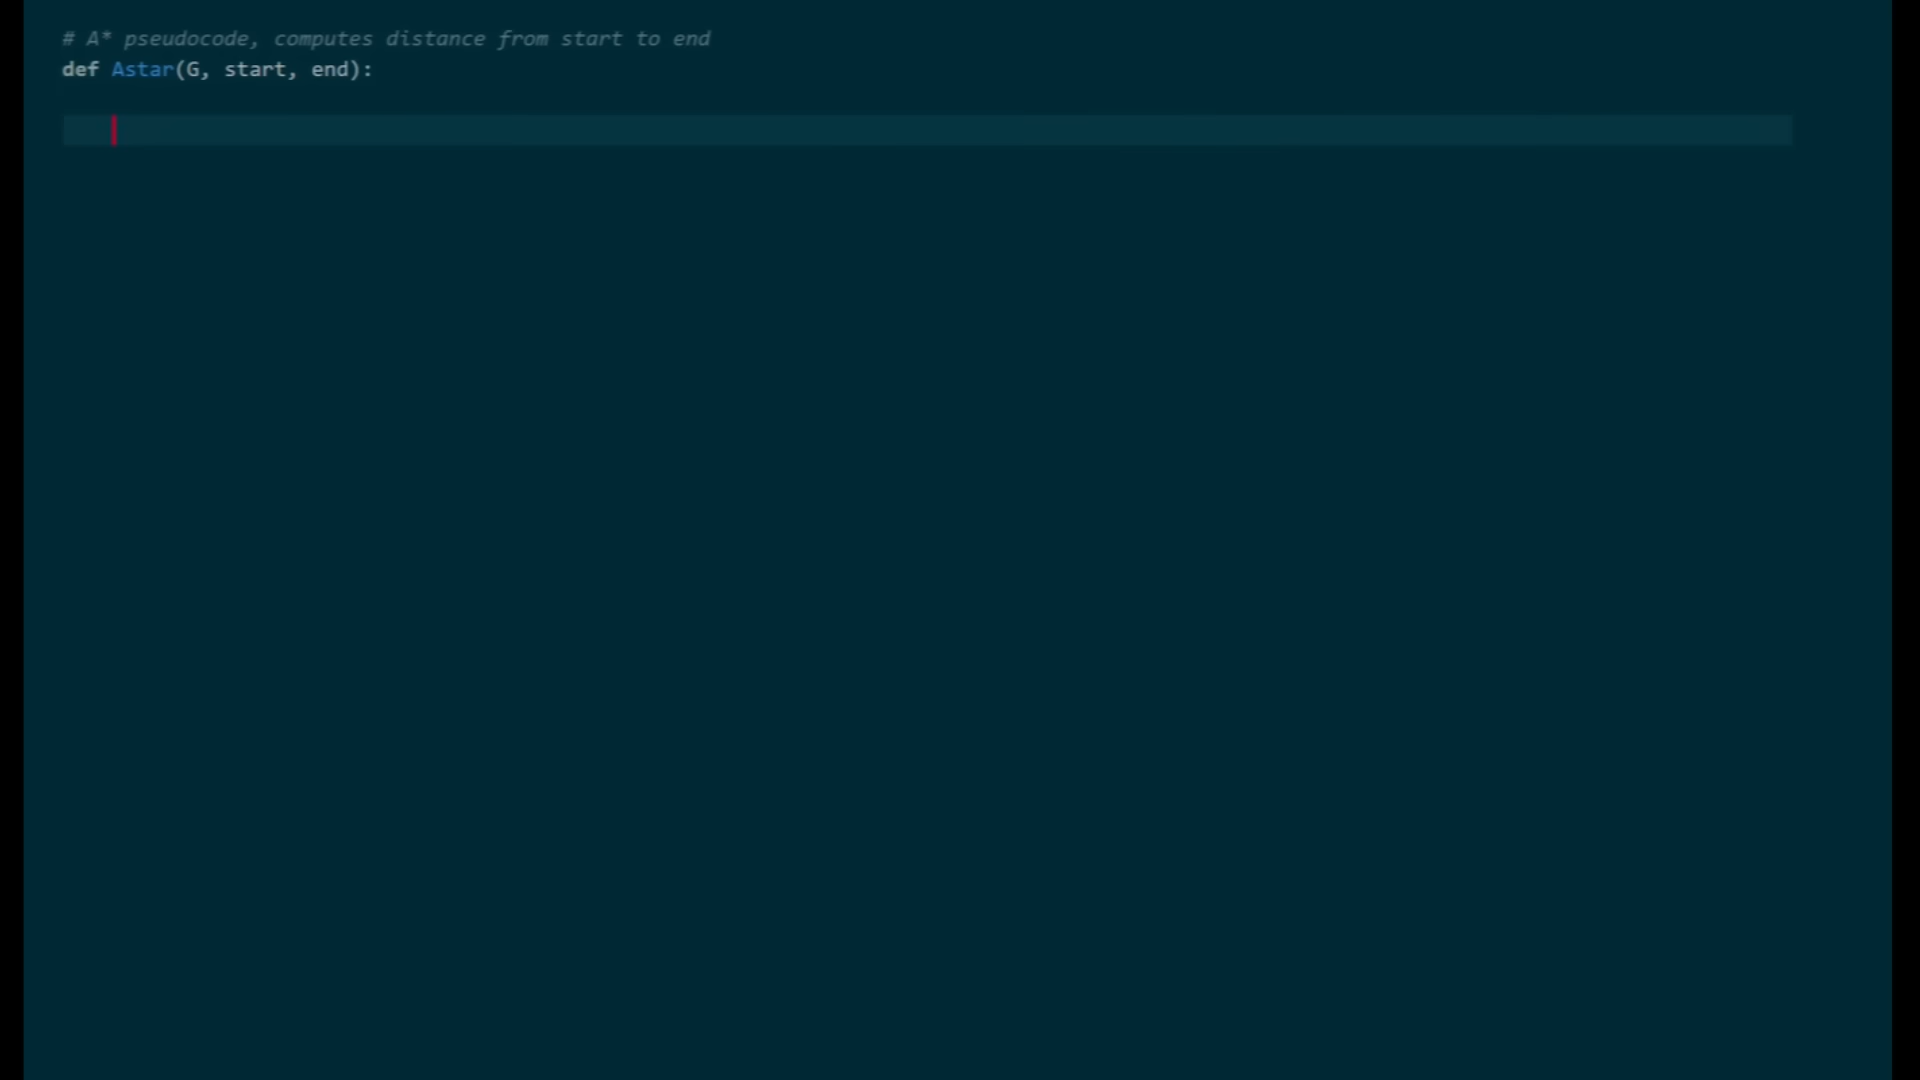 # A* pseudocode, computes distance from start to end
def Astar(G, start, end):